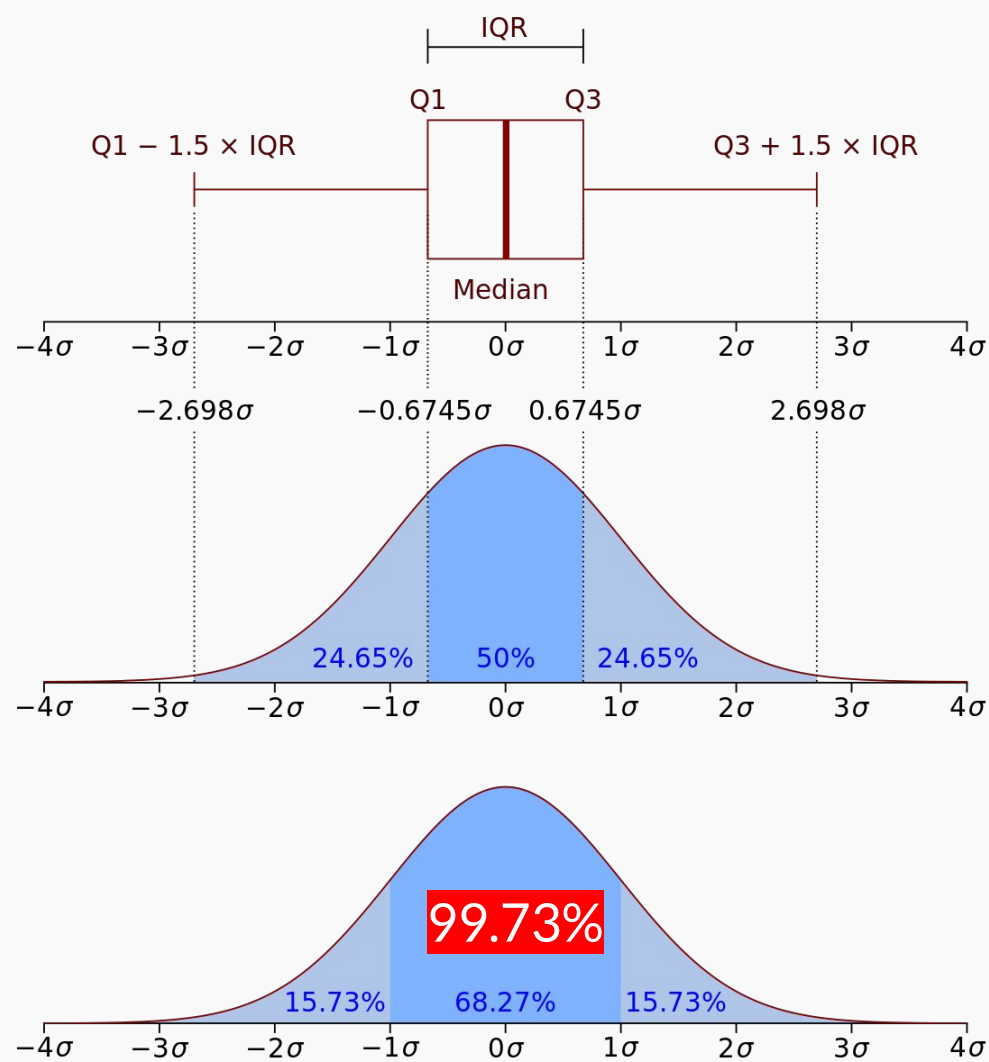 IQR
Q1 Q3
Q1 − 1.5 × IQR Q3 + 1.5 × IQR
Median
−4σ −3σ −2σ −1σ 0σ 1σ 2σ 3σ 4σ
−2.698σ −0.6745σ 0.6745σ 2.698σ
24.65% 50% 24.65%
−4σ −3σ −2σ −1σ 0σ 1σ 2σ 3σ 4σ
99.73%
15.73% 68.27% 15.73%
−4σ −3σ −2σ −1σ 0σ 1σ 2σ 3σ 4σ